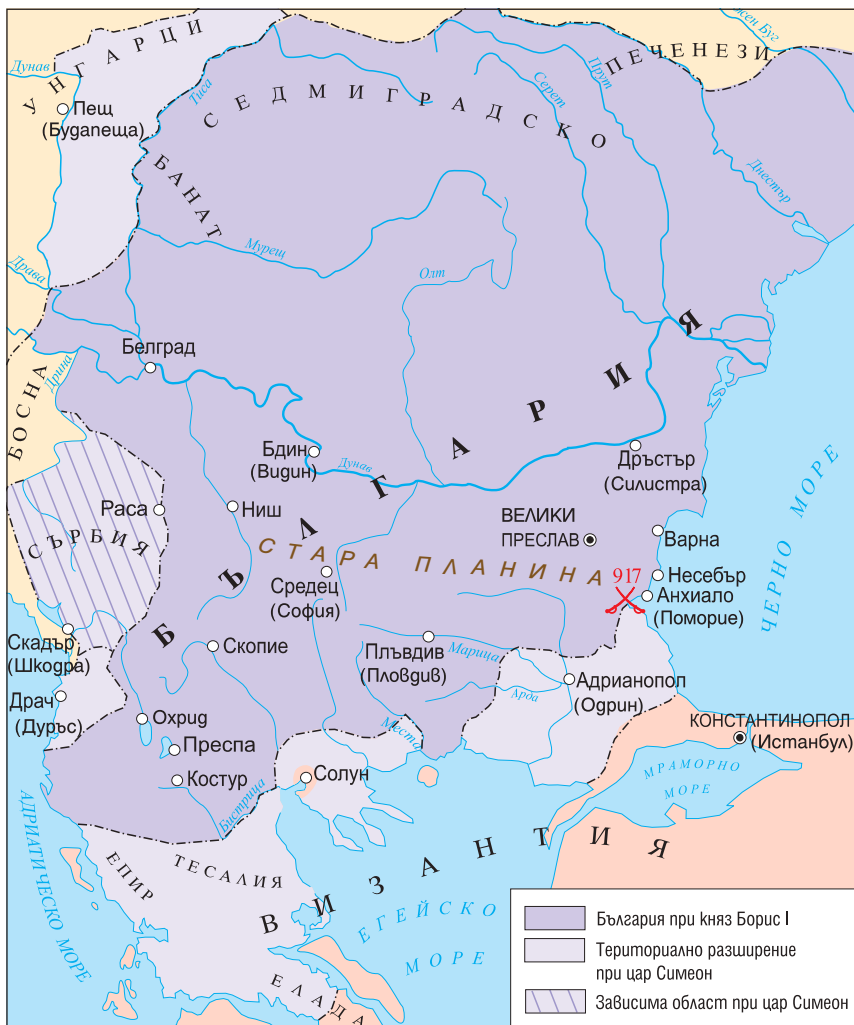 Южен Буг
УНГАРЦИ
ПЕЧЕНЕЗИ
Дунав
Тиса
Прут
Серет
Пещ
(Будапеща)
СЕДМИГРАДСКО
БАНАТ
Днестър
Муреш
Олт
Драва
Белград
Дрина
БОСНА
БЪЛГАРИЯ
Бдин
(Видин)
Дунав
Дръстър
(Силистра)
Раса
Ниш
ВЕЛИКИ
ПРЕСЛАВ
Варна
СЪРБИЯ
СТАРА ПЛАНИНА
917
Несебър
Анхиало
(Поморие)
ЧЕРНО МОРЕ
Средец
(София)
Скадър
(Шкодра)
Скопие
Плъвдив
(Пловдив)
Марица
Арда
Адрианопол
(Одрин)
Драч
(Дуръс)
Охрид
Места
КОНСТАНТИНОПОЛ
(Истанбул)
Преспа
Костур
Солун
Бистрица
МРАМОРНО
МОРЕ
АДРИАТИЧЕСКО МОРЕ
ЕПИР
ТЕСАЛИЯ
ВИЗАНТИЯ
ЕГЕЙСКО
МОРЕ
ЕЛАДА
България при княз Борис I
Териториално разширение
при цар Симеон
Зависима област при цар Симеон